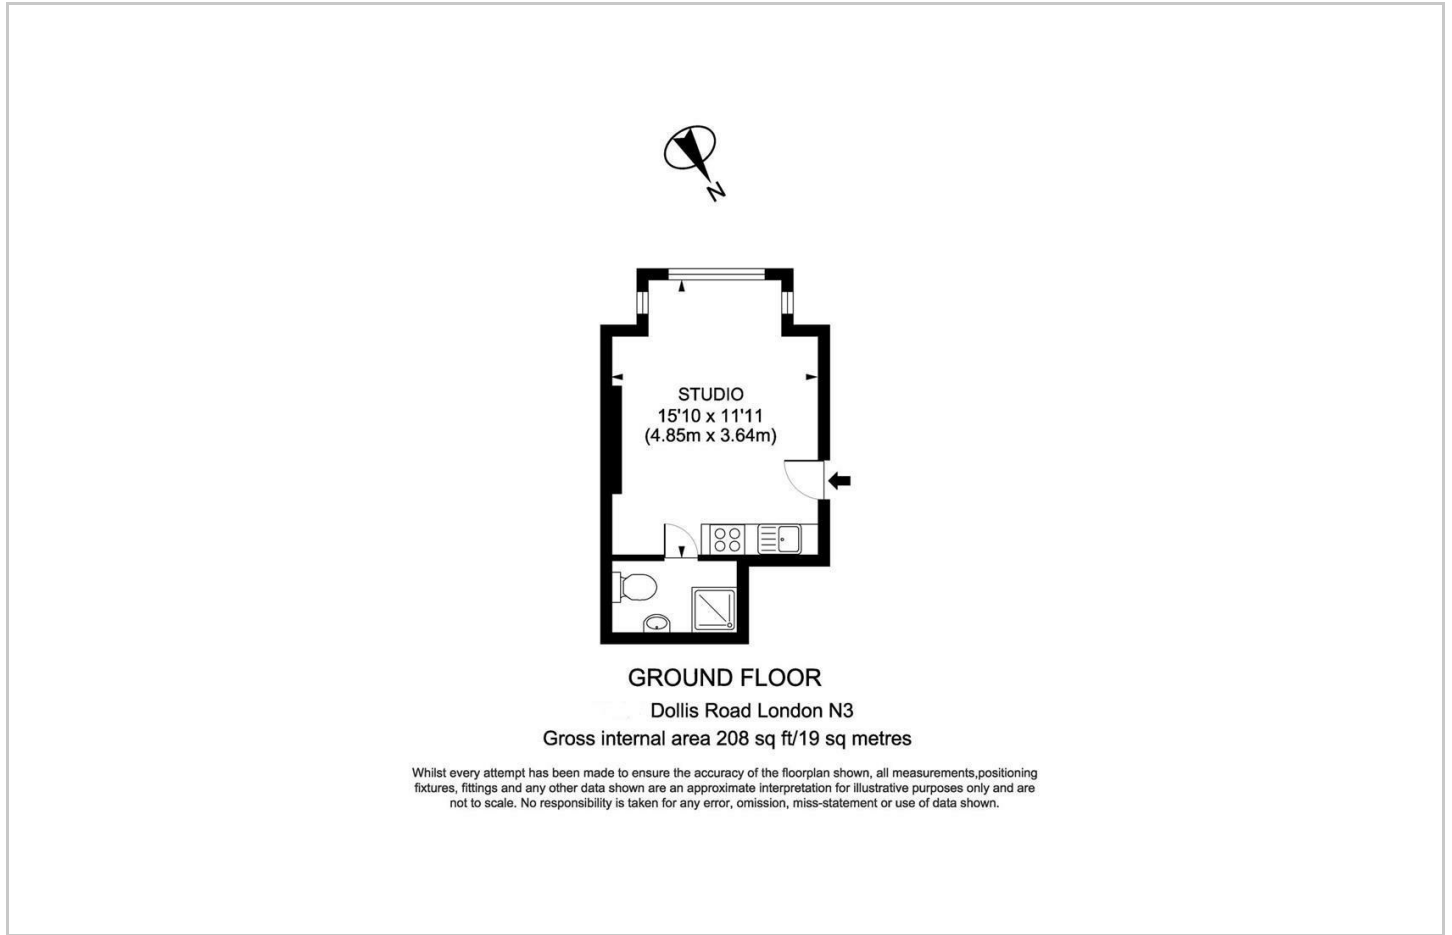 N
STUDIO
15'10 x 11'11
(4.85m x 3.64m)
GROUND FLOOR
Dollis Road London N3
Gross internal area 208 sq ft/19 sq metres
Whilst every attempt has been made to ensure the accuracy of the floorplan shown, all measurements,positioning
fixtures, fittings and any other data shown are an approximate interpretation for illustrative purposes only and are
not to scale. No responsibility is taken for any error, omission, miss-statement or use of data shown.